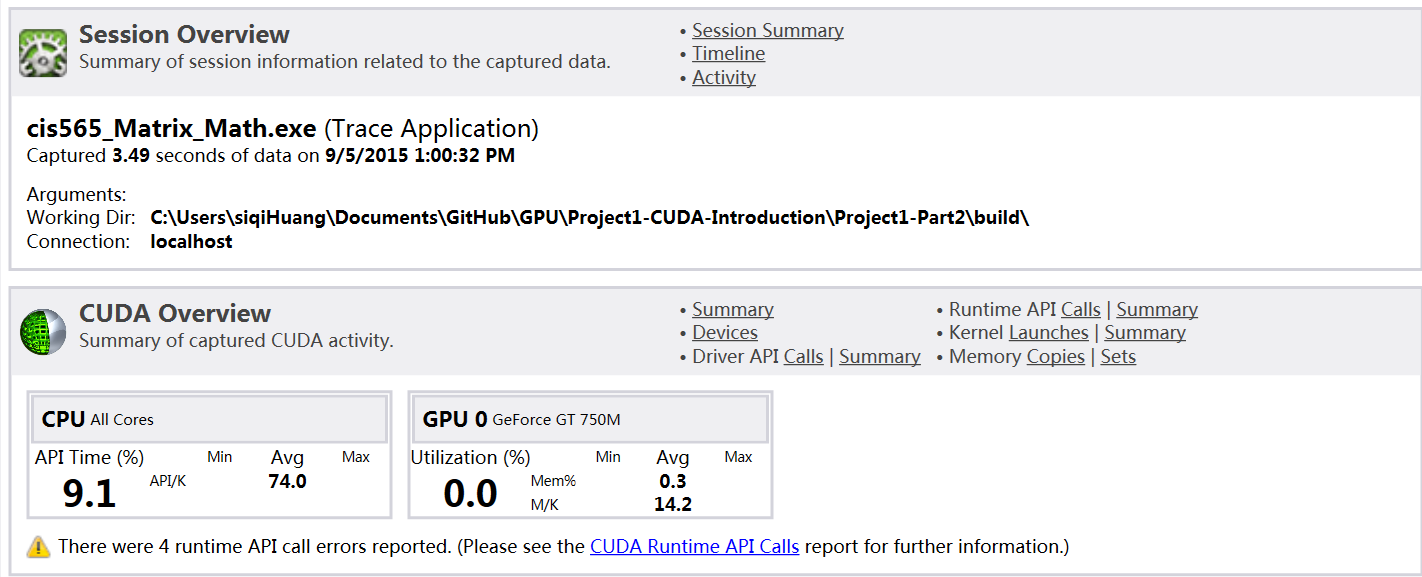 Session Overview
Summary of session information related to the captured data.
• Session Summary
• Timeline
• Activity
cis565_Matrix_Math.exe (Trace Application)
Captured 3.49 seconds of data on 9/5/2015 1:00:32 PM
Arguments:
Working Dir: C:\Users\siqiHuang\Documents\GitHub\GPU\Project1-CUDA-Introduction\Project1-Part2\build\
Connection: localhost
CUDA Overview
Summary of captured CUDA activity.
• Summary
• Devices
• Driver API Calls | Summary
• Runtime API Calls | Summary
• Kernel Launches | Summary
• Memory Copies | Sets
CPU All Cores
API Time (%) Min Avg Max
9.1 API/K 74.0
GPU 0 GeForce GT 750M
Utilization (%) Min Avg Max
0.0 Mem% 0.3
M/K 14.2
There were 4 runtime API call errors reported. (Please see the CUDA Runtime API Calls report for further information.)